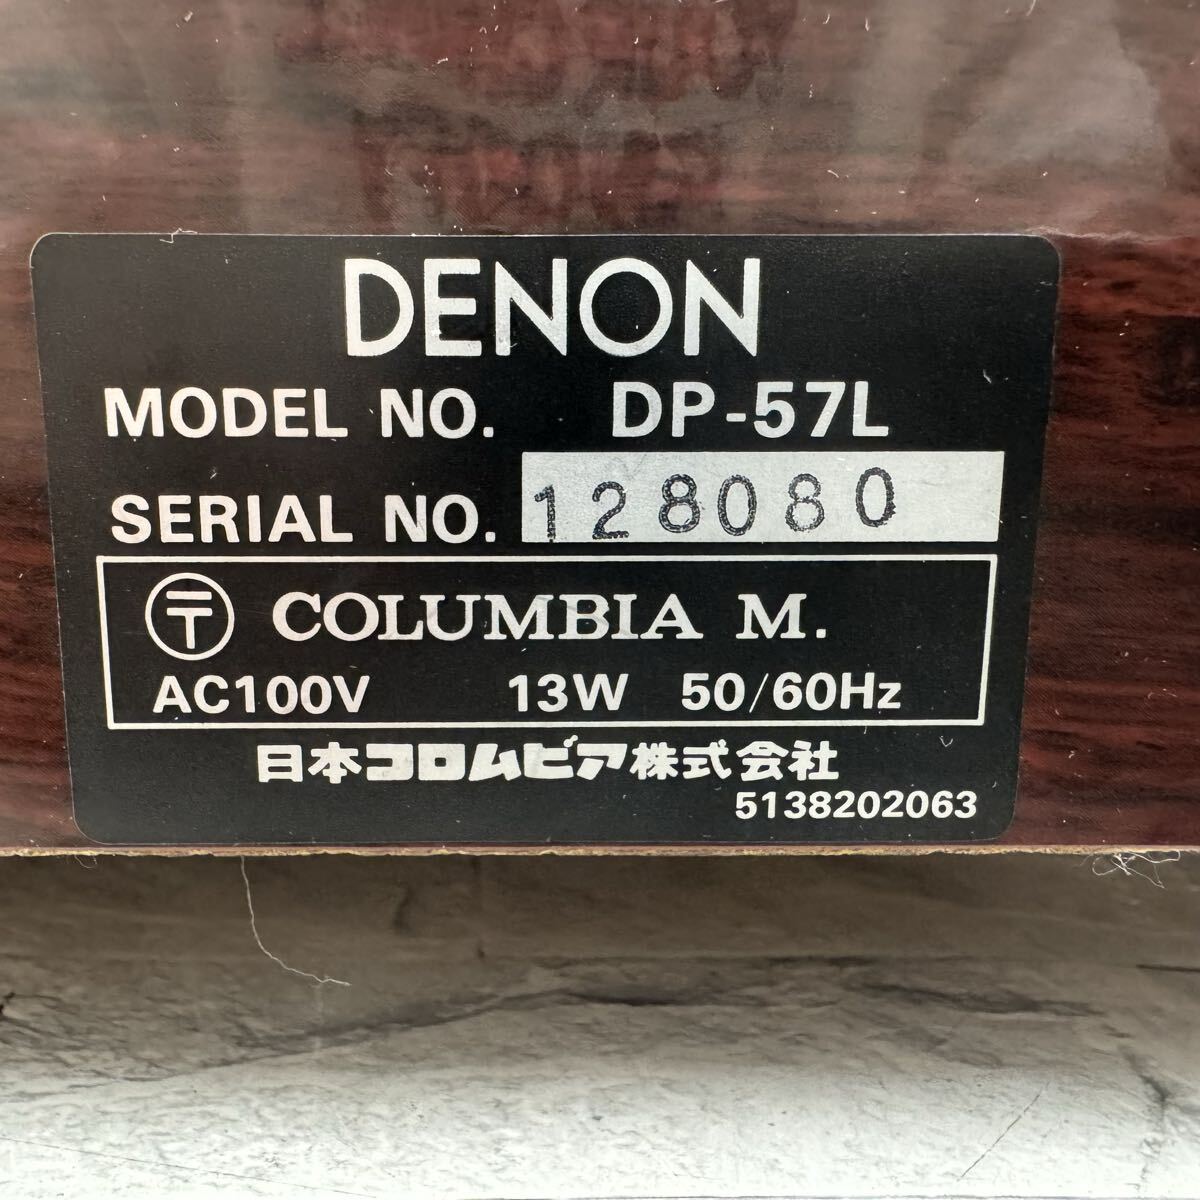 DENON
MODEL NO. DP-57L
SERIAL NO. 128080
〶 COLUMBIA M.
AC100V 13W 50/60Hz
日本コロムビア株式会社
5138202063